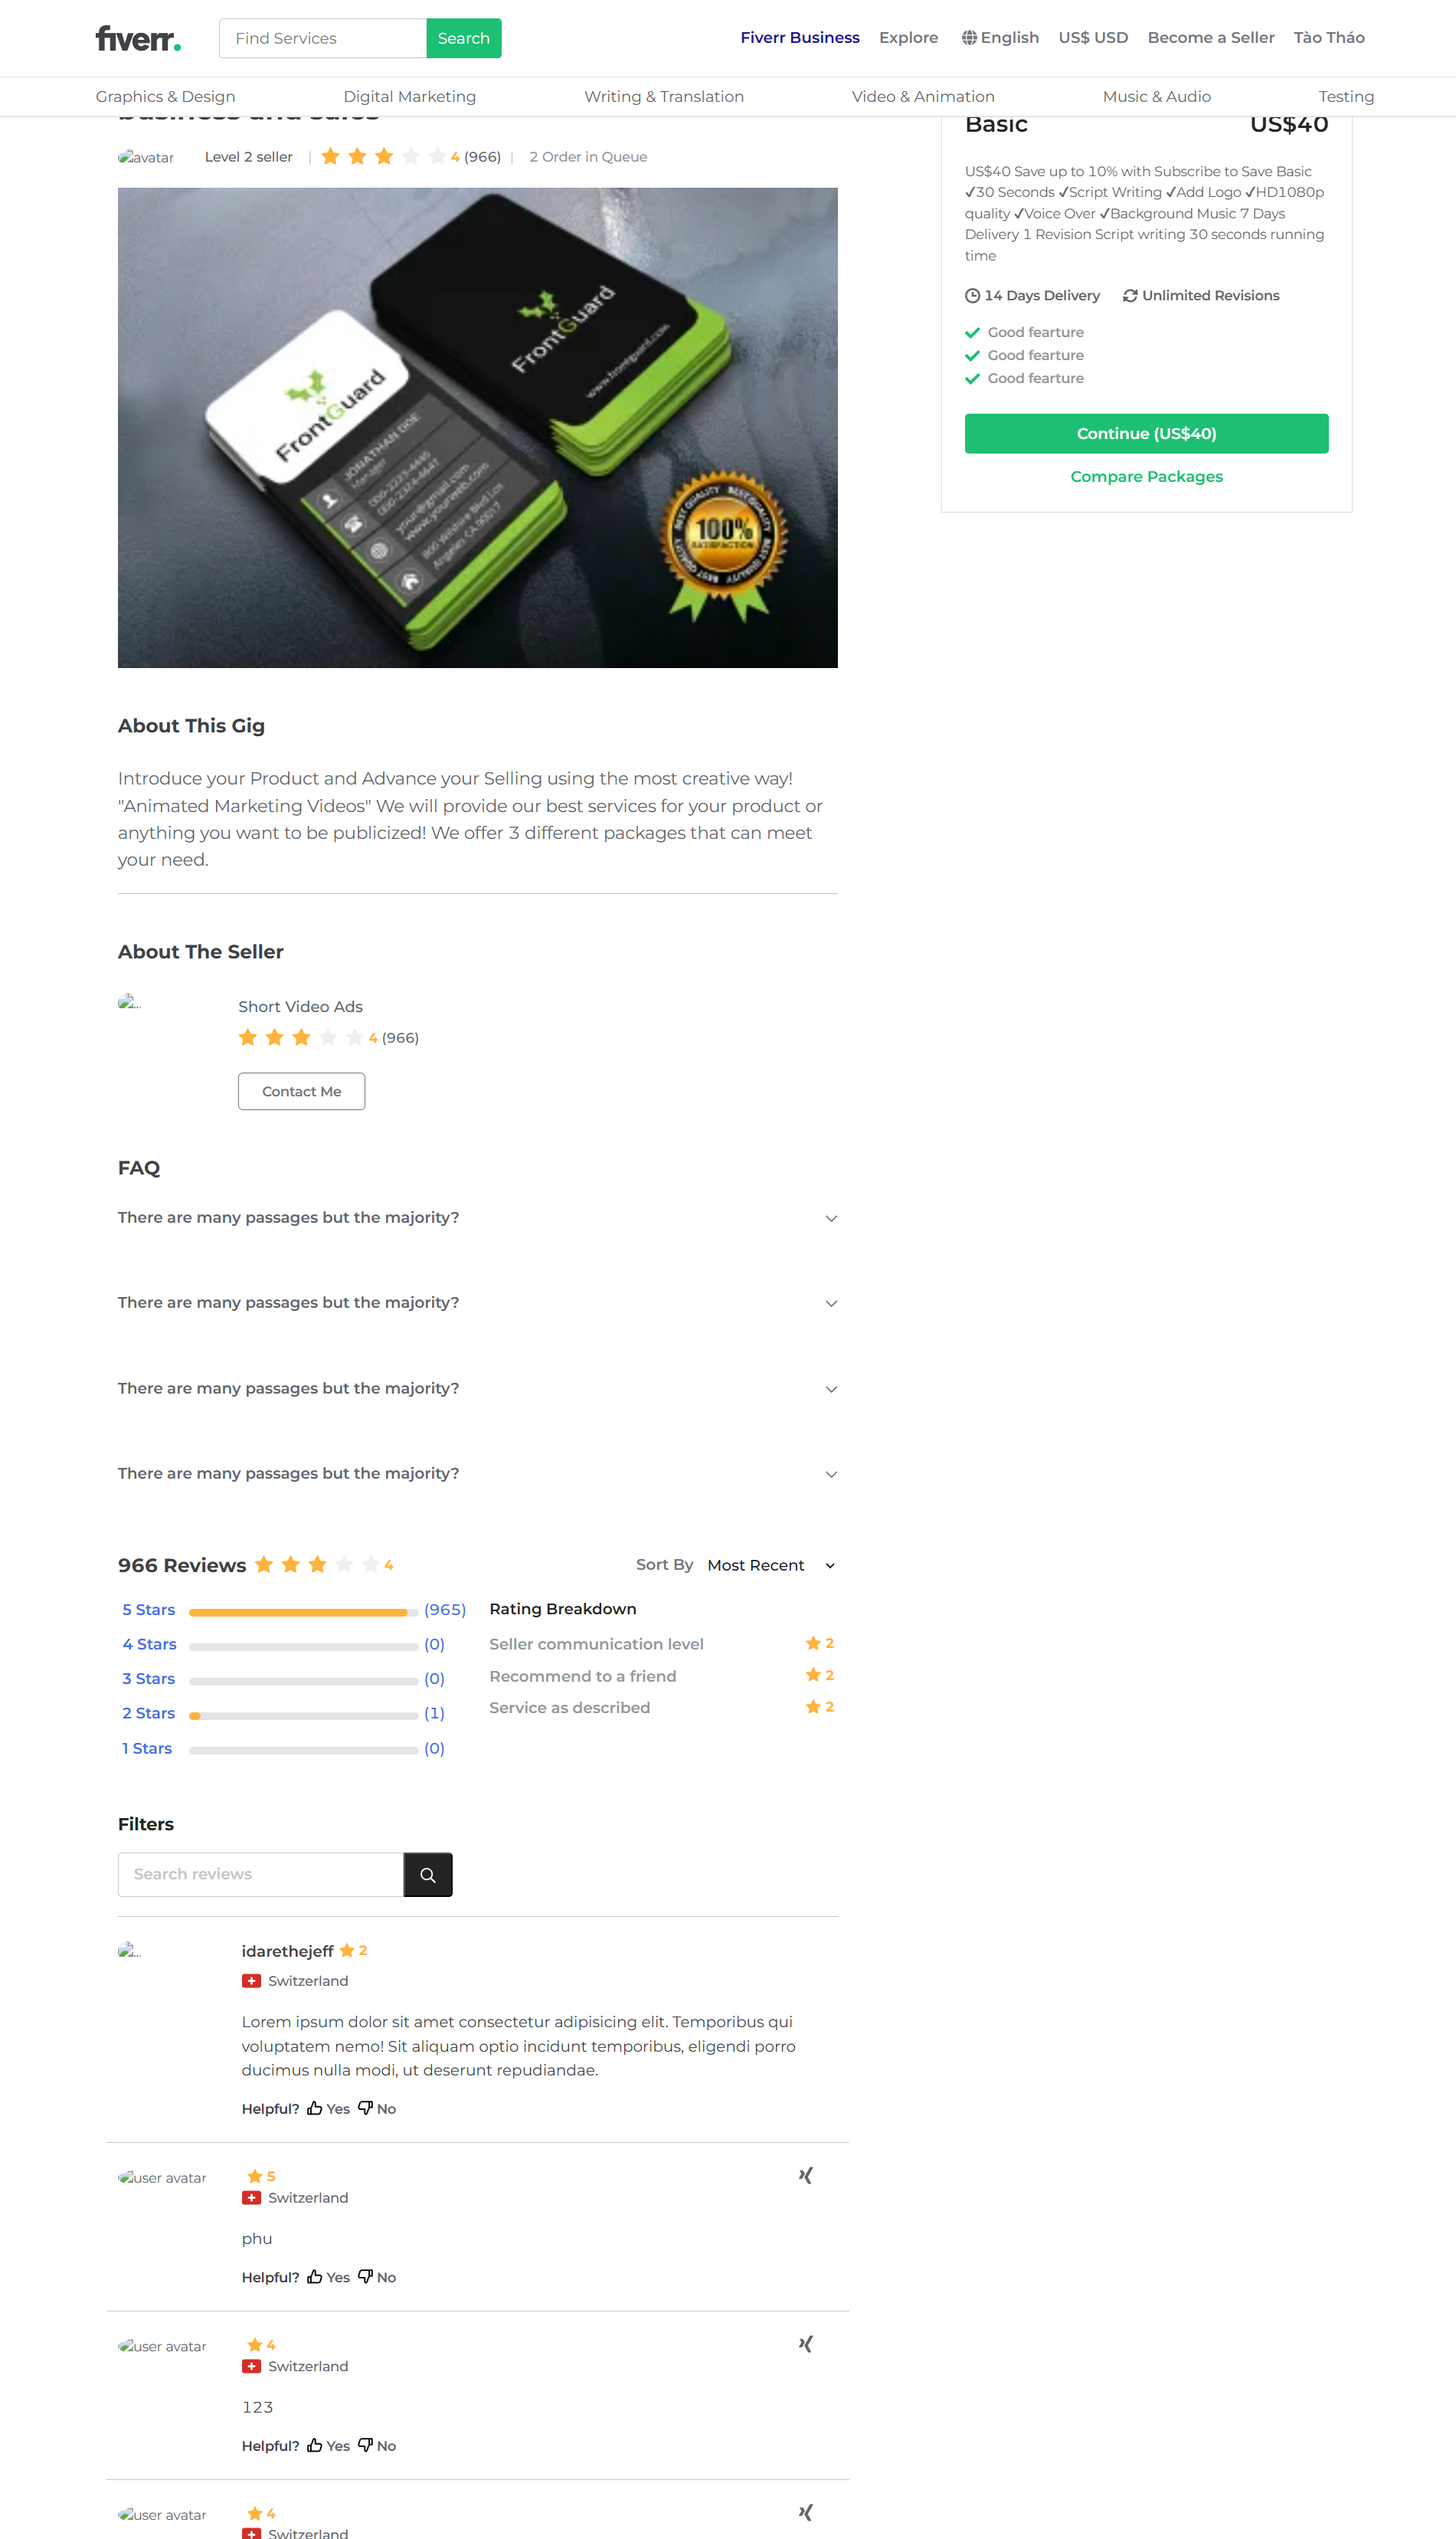 fiverr.
Find Services
Search
Fiverr Business
Explore
English
US$ USD
Become a Seller
Tào Tháo
Graphics & Design
Digital Marketing
Writing & Translation
Video & Animation
Music & Audio
Testing
business and sales
avatar
Level 2 seller | 4 (966) | 2 Order in Queue
FrontGuard
www.frontguard.com
FrontGuard
JONATHAN DOE
000-233-4445
your@gmail.com
www.yourweb.com
BEST QUALITY
BEST QUALITY
100%
SATISFACTION
BEST QUALITY
Basic US$40
US$40 Save up to 10% with Subscribe to Save Basic
✓30 Seconds ✓Script Writing ✓Add Logo ✓HD1080p
quality ✓Voice Over ✓Background Music 7 Days
Delivery 1 Revision Script writing 30 seconds running
time
14 Days Delivery Unlimited Revisions
Good fearture
Good fearture
Good fearture
Continue (US$40)
Compare Packages
About This Gig
Introduce your Product and Advance your Selling using the most creative way!
"Animated Marketing Videos" We will provide our best services for your product or
anything you want to be publicized! We offer 3 different packages that can meet
your need.
About The Seller
...
Short Video Ads
4 (966)
Contact Me
FAQ
There are many passages but the majority?
There are many passages but the majority?
There are many passages but the majority?
There are many passages but the majority?
966 Reviews 4
Sort By Most Recent
5 Stars (965)
4 Stars (0)
3 Stars (0)
2 Stars (1)
1 Stars (0)
Rating Breakdown
Seller communication level 2
Recommend to a friend 2
Service as described 2
Filters
Search reviews
...
idarethejeff 2
Switzerland
Lorem ipsum dolor sit amet consectetur adipisicing elit. Temporibus qui
voluptatem nemo! Sit aliquam optio incidunt temporibus, eligendi porro
ducimus nulla modi, ut deserunt repudiandae.
Helpful? Yes No
user avatar
5
Switzerland
phu
Helpful? Yes No
user avatar
4
Switzerland
123
Helpful? Yes No
user avatar
4
Switzerland